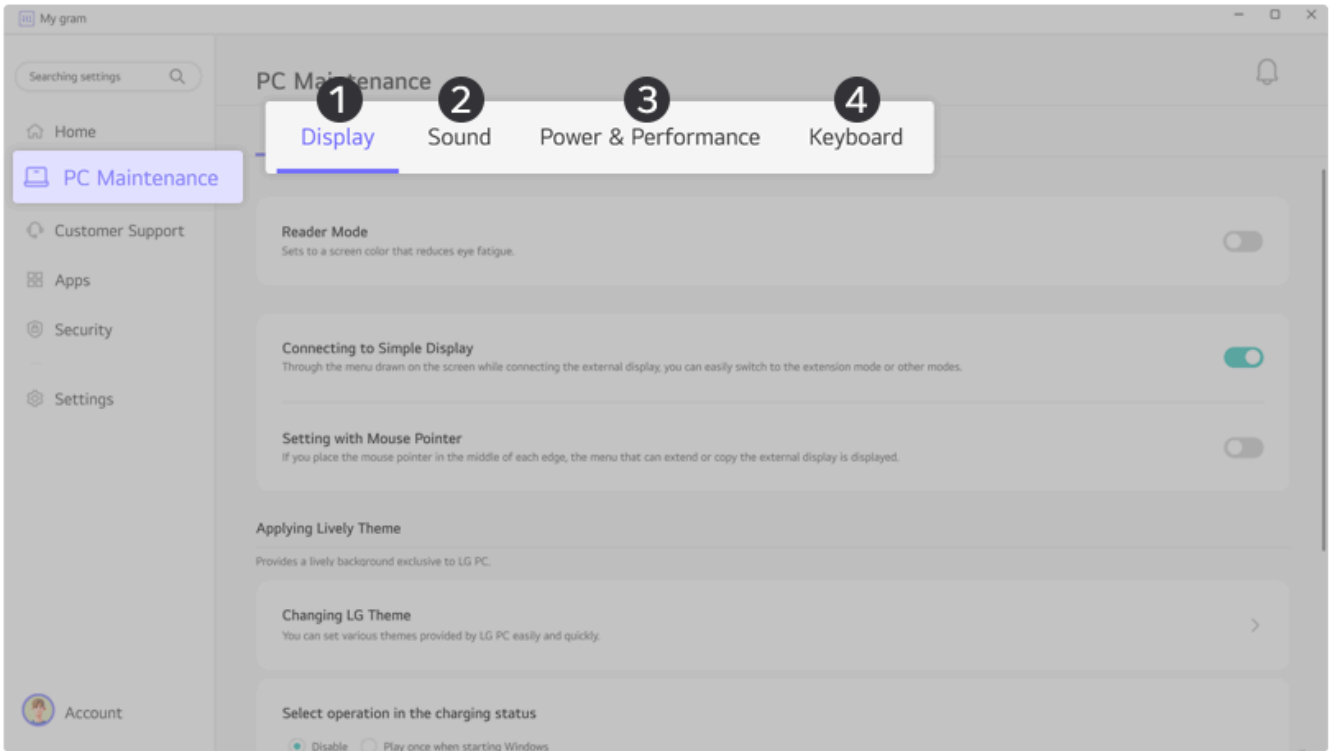 My gram
Searching settings
Home
PC Maintenance
Customer Support
Apps
Security
Settings
Account
PC Maintenance
1 2 3 4
Display Sound Power & Performance Keyboard
Reader Mode
Sets to a screen color that reduces eye fatigue.
Connecting to Simple Display
Through the menu drawn on the screen while connecting the external display, you can easily switch to the extension mode or other modes.
Setting with Mouse Pointer
If you place the mouse pointer in the middle of each edge, the menu that can extend or copy the external display is displayed.
Applying Lively Theme
Provides a lively background exclusive to LG PC.
Changing LG Theme
You can set various themes provided by LG PC easily and quickly.
Select operation in the charging status
Disable Play once when starting Windows